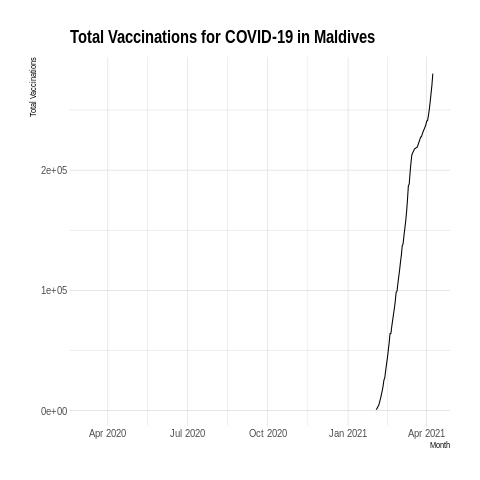 Total Vaccinations for COVID-19 in Maldives
Total Vaccinations
2e+05
1e+05
0e+00
Apr 2020 Jul 2020 Oct 2020 Jan 2021 Apr 2021
Month